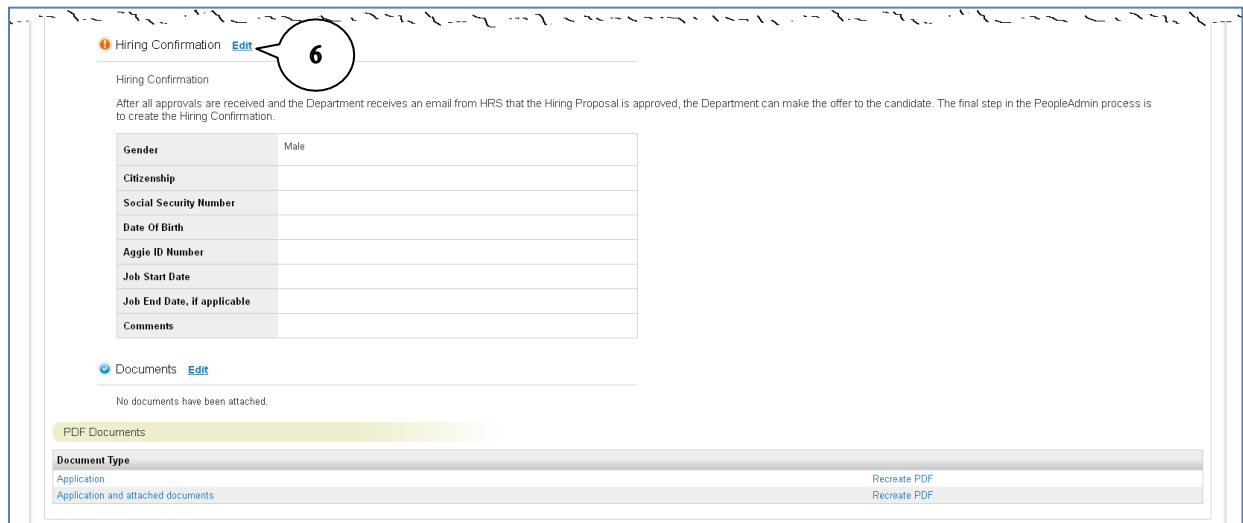 Hiring Confirmation Edit
6
Hiring Confirmation
After all approvals are received and the Department receives an email from HRS that the Hiring Proposal is approved, the Department can make the offer to the candidate. The final step in the PeopleAdmin process is
to create the Hiring Confirmation.
Gender Male
Citizenship
Social Security Number
Date Of Birth
Aggie ID Number
Job Start Date
Job End Date, if applicable
Comments
Documents Edit
No documents have been attached.
PDF Documents
Document Type
Application Recreate PDF
Application and attached documents Recreate PDF